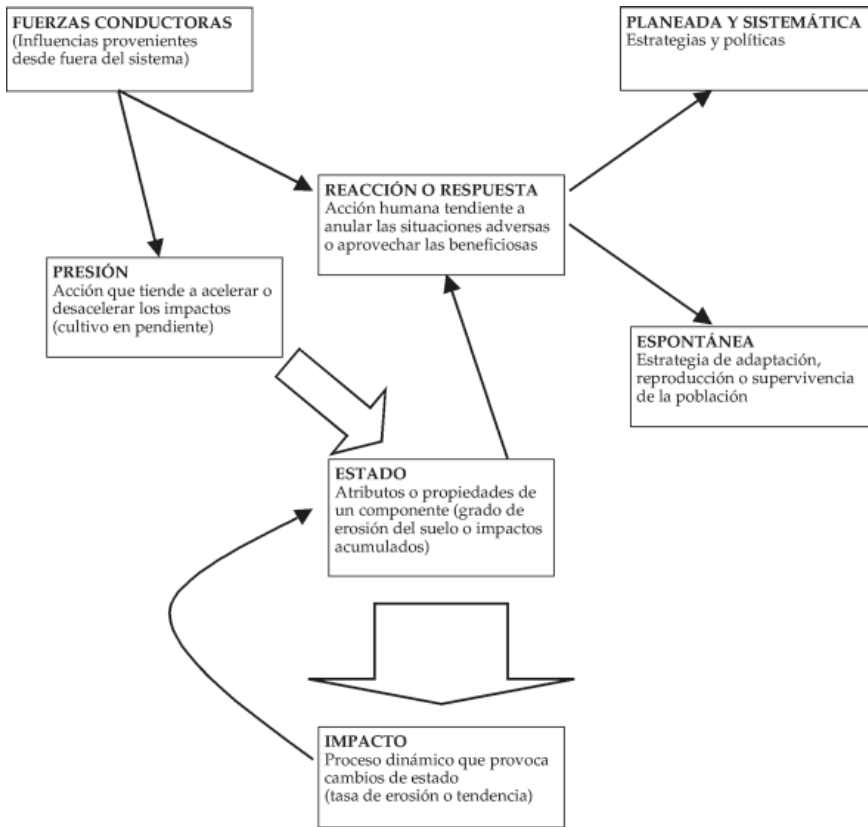 FUERZAS CONDUCTORAS
(Influencias provenientes
desde fuera del sistema)
PLANEADA Y SISTEMÁTICA
Estrategias y políticas
REACCIÓN O RESPUESTA
Acción humana tendiente a
anular las situaciones adversas
o aprovechar las beneficiosas
PRESIÓN
Acción que tiende a acelerar o
desacelerar los impactos
(cultivo en pendiente)
ESPONTÁNEA
Estrategia de adaptación,
reproducción o supervivencia
de la población
ESTADO
Atributos o propiedades de
un componente (grado de
erosión del suelo o impactos
acumulados)
IMPACTO
Proceso dinámico que provoca
cambios de estado
(tasa de erosión o tendencia)